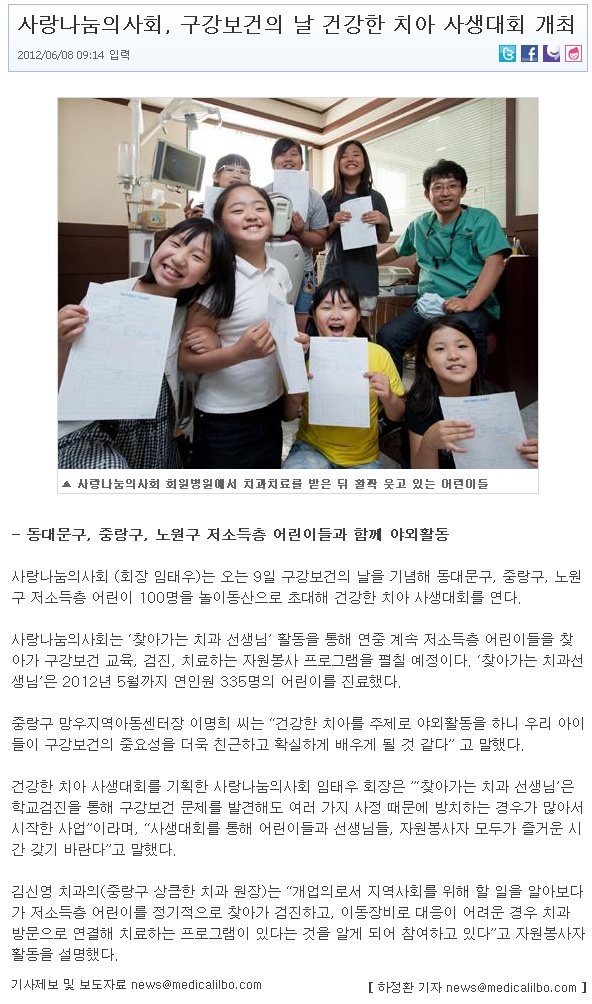 사랑나눔의사회, 구강보건의 날 건강한 치아 사생대회 개최
2012/06/08 09:14 입력
▲ 사랑나눔의사회 회일병일에서 치과치료를 받은 뒤 활짝 웃고 있는 어린이들
- 동대문구, 중랑구, 노원구 저소득층 어린이들과 함께 야외활동
사랑나눔의사회 (회장 임태우)는 오는 9일 구강보건의 날을 기념해 동대문구, 중랑구, 노원
구 저소득층 어린이 100명을 놀이동산으로 초대해 건강한 치아 사생대회를 연다.
사랑나눔의사회는 ‘찾아가는 치과 선생님’ 활동을 통해 연중 계속 저소득층 어린이들을 찾
아가 구강보건 교육, 검진, 치료하는 자원봉사 프로그램을 펼칠 예정이다. ‘찾아가는 치과선
생님’은 2012년 5월까지 연인원 335명의 어린이를 진료했다.
중랑구 망우지역아동센터장 이명희 씨는 “건강한 치아를 주제로 야외활동을 하니 우리 아이
들이 구강보건의 중요성을 더욱 친근하고 확실하게 배우게 될 것 같다” 고 말했다.
건강한 치아 사생대회를 기획한 사랑나눔의사회 임태우 회장은 “‘찾아가는 치과 선생님’은
학교검진을 통해 구강보건 문제를 발견해도 여러 가지 사정 때문에 방치하는 경우가 많아서
시작한 사업”이라며, “사생대회를 통해 어린이들과 선생님들, 자원봉사자 모두가 즐거운 시
간 갖기 바란다”고 말했다.
김신영 치과의(중랑구 상큼한 치과 원장)는 “개업의로서 지역사회를 위해 할 일을 알아보다
가 저소득층 어린이를 정기적으로 찾아가 검진하고, 이동장비로 대응이 어려운 경우 치과
방문으로 연결해 치료하는 프로그램이 있다는 것을 알게 되어 참여하고 있다”고 자원봉사자
활동을 설명했다.
기사제보 및 보도자료 news@medicalilbo.com
[ 하정환 기자 news@medicalilbo.com ]